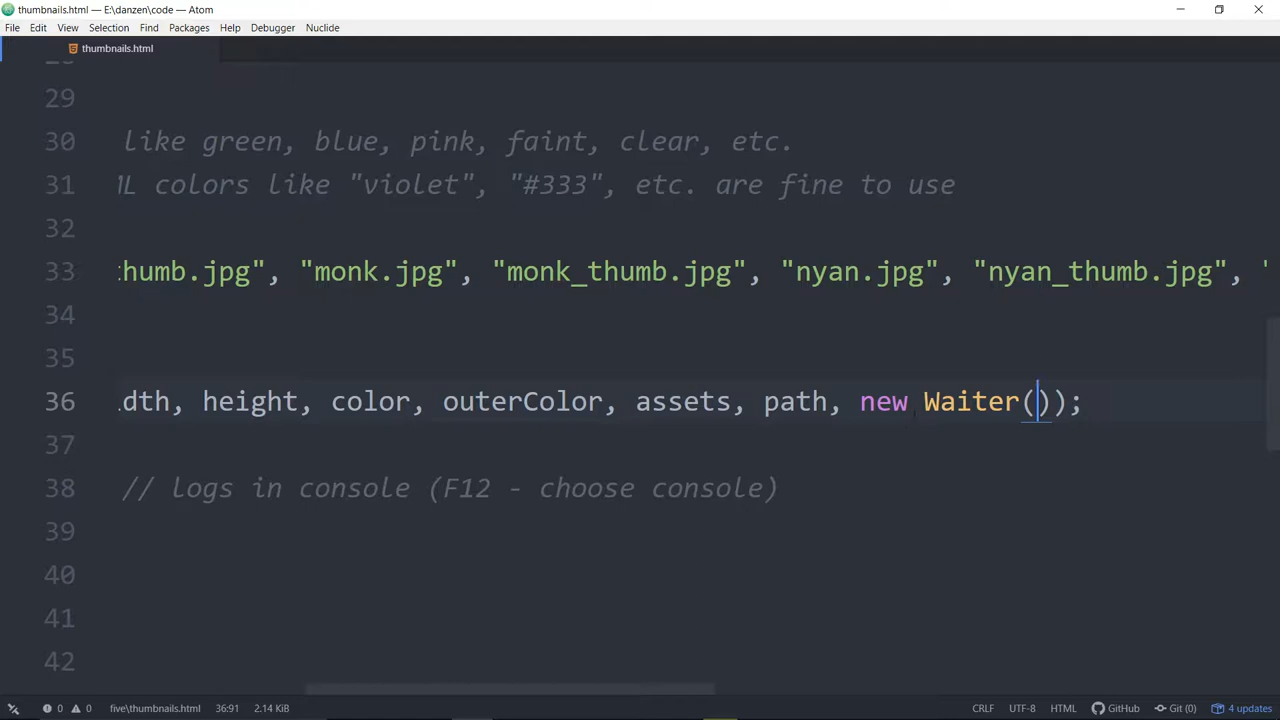 thumbnails.html — E:\danzen\code — Atom
File Edit View Selection Find Packages Help Debugger Nuclide
thumbnails.html
29
30 like green, blue, pink, faint, clear, etc.
31 ML colors like "violet", "#333", etc. are fine to use
32
33 thumb.jpg", "monk.jpg", "monk_thumb.jpg", "nyan.jpg", "nyan_thumb.jpg", "
34
35
36 idth, height, color, outerColor, assets, path, new Waiter());
37
38 // logs in console (F12 - choose console)
39
40
41
42
0 0 five\thumbnails.html 36:91 2.14 KiB CRLF UTF-8 HTML GitHub Git (0) 4 updates